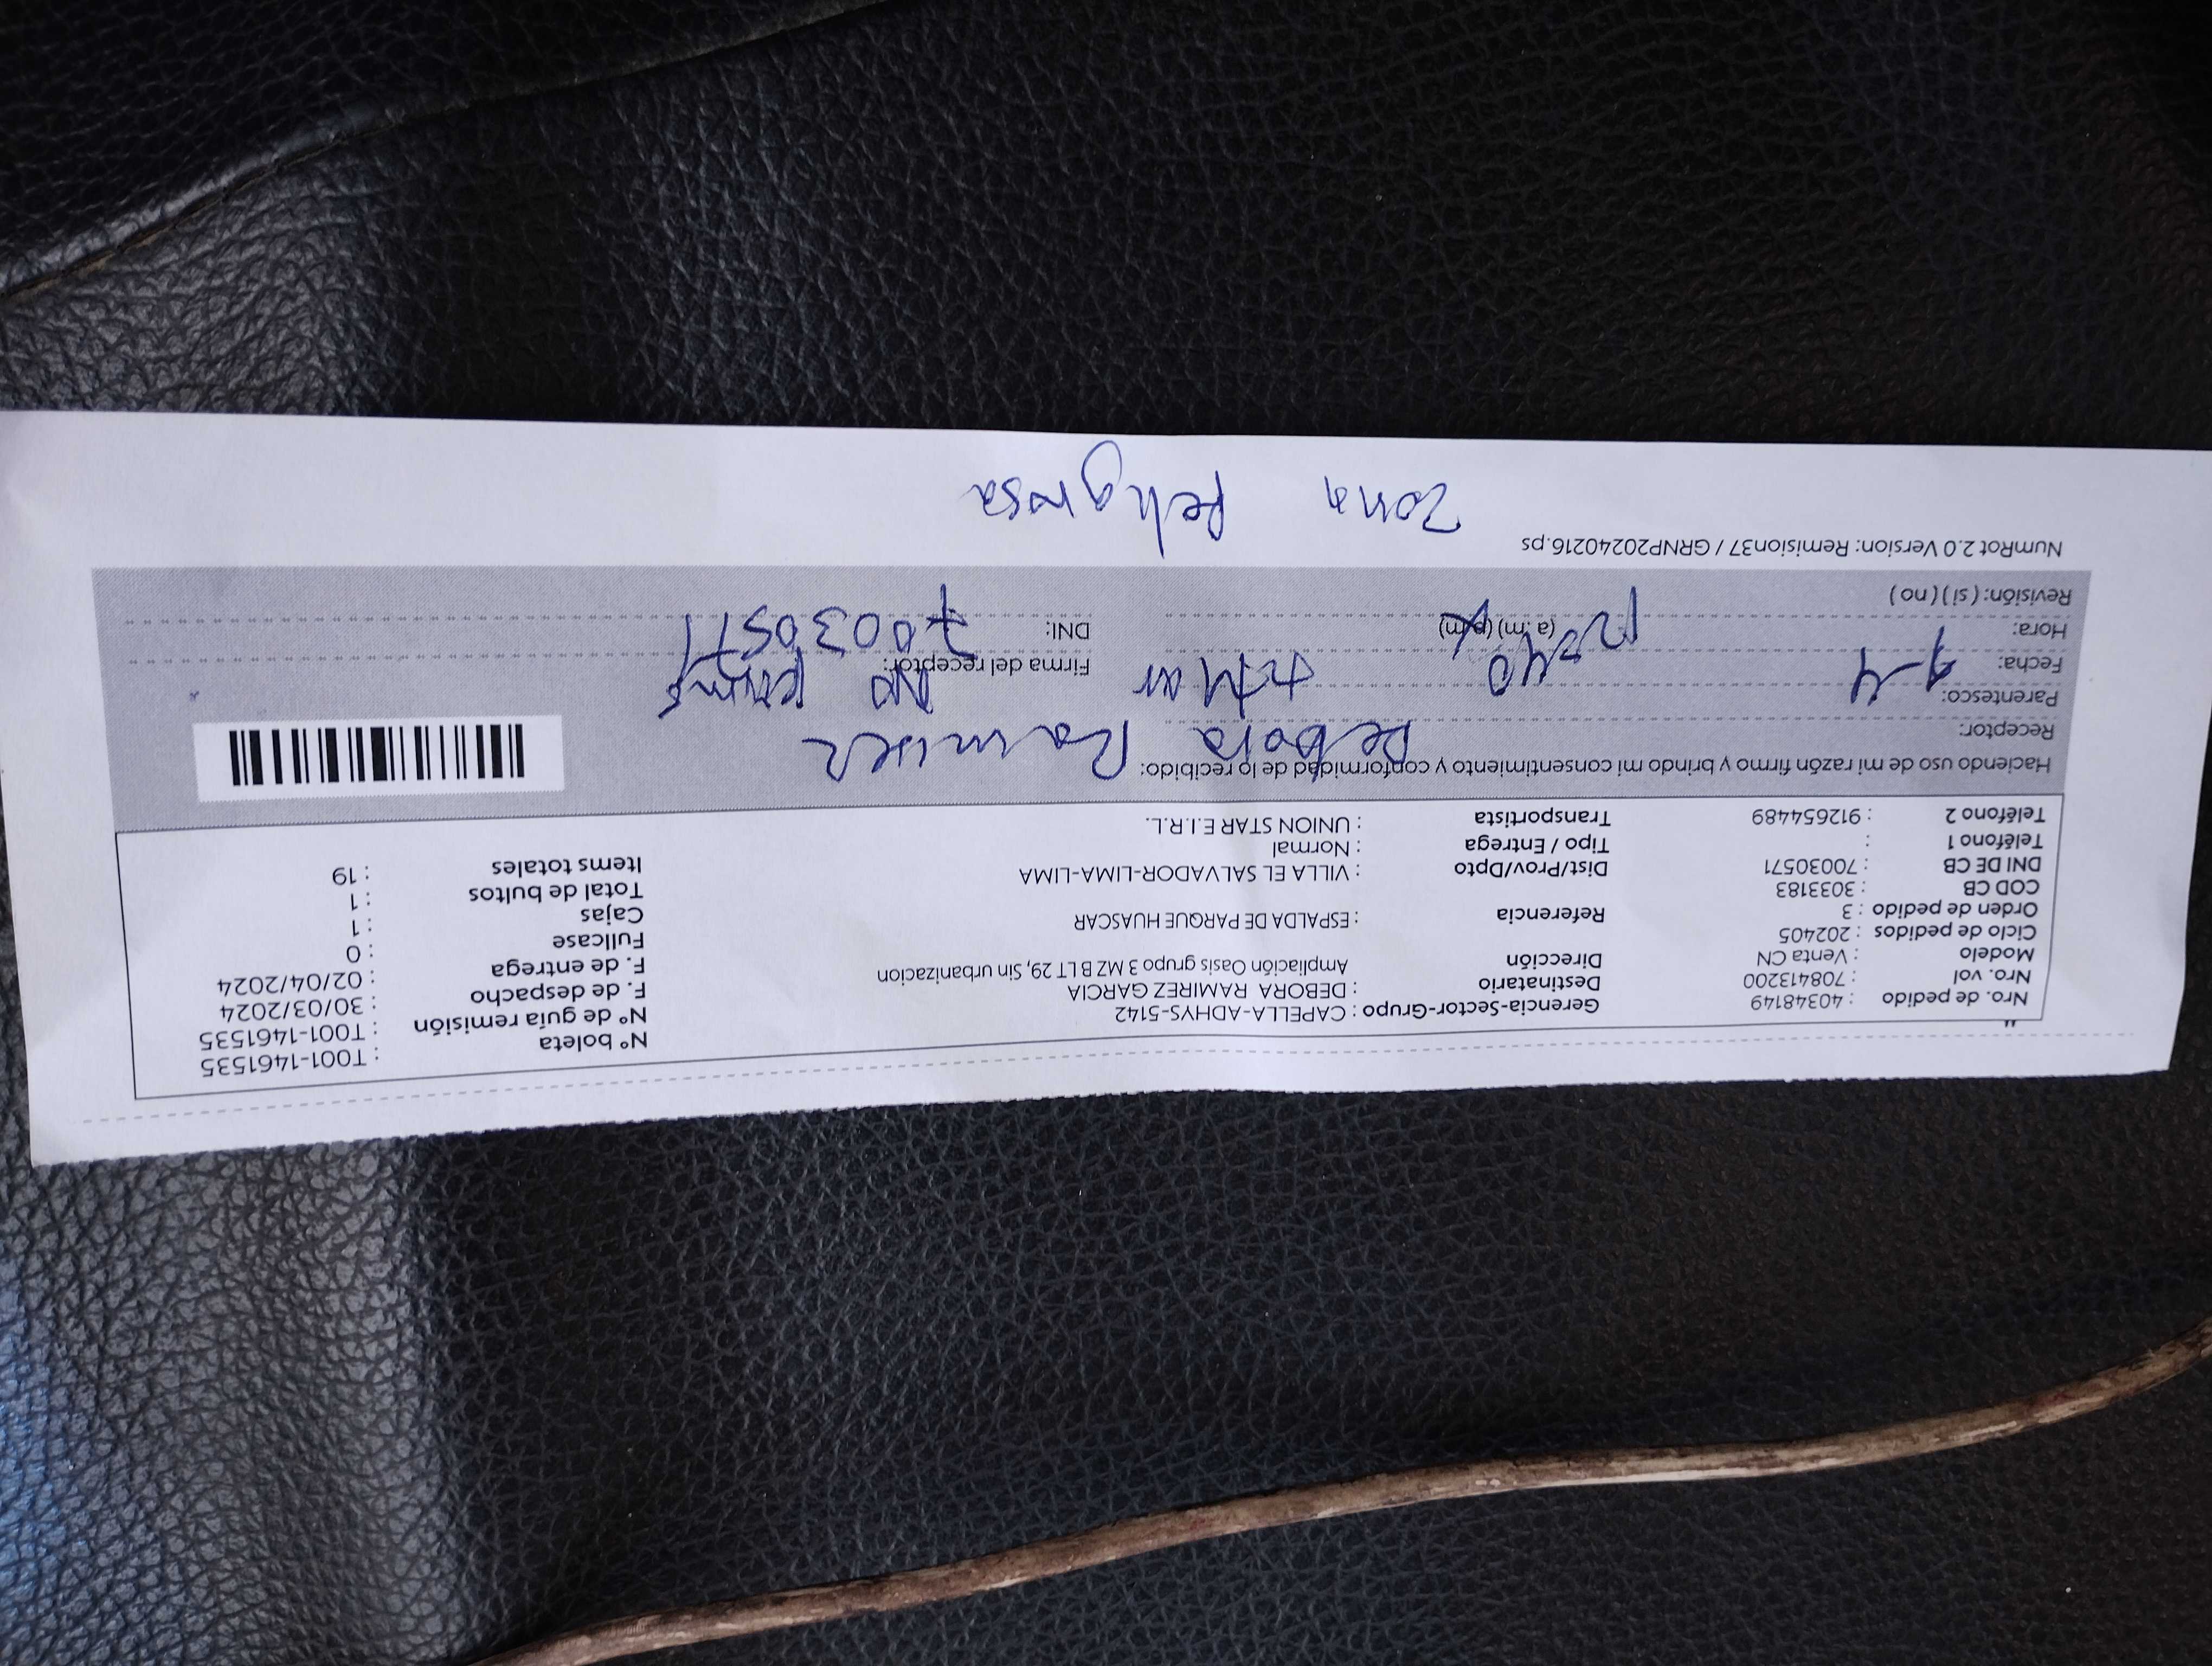 Nro. de pedido : 40348149 Gerencia-Sector-Grupo : CAPELLA-ADHYS-5142 N° boleta : T001-1461535
Nro. vol : 708413200 Destinatario : DEBORA RAMIREZ GARCIA N° de guía remisión : T001-1461535
Modelo : Venta CN Dirección Ampliación Oasis grupo 3 MZ B LT 29, Sin urbanizacion F. de despacho : 30/03/2024
Ciclo de pedidos : 202405 F. de entrega : 02/04/2024
Orden de pedido : 3 Referencia : ESPALDA DE PARQUE HUASCAR Fullcase : 0
COD CB : 3033183 Cajas : 1
DNI DE CB : 70030571 Dist/Prov/Dpto : VILLA EL SALVADOR-LIMA-LIMA Total de bultos : 1
Teléfono 1 : Tipo / Entrega : Normal Items totales : 19
Teléfono 2 : 912654489 Transportista : UNION STAR E.I.R.L.
Haciendo uso de mi razón firmo y brindo mi consentimiento y conformidad de lo recibido:
Receptor: Debora Ramirez
Parentesco: titular
Fecha: 1-4 Firma del receptor: no
Hora: 12:40 (a.m) (p.m) DNI: 70030571
Revisión: (si) (no)
NumRot 2.0 Version: Remision37 / GRNP20240216.ps
Zona Peligrosa